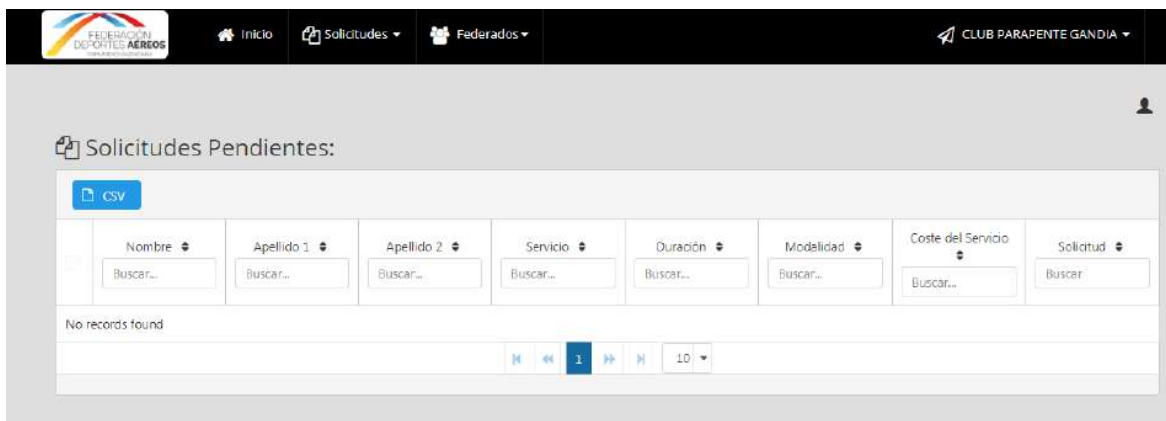 FEDERACIÓN
DEPORTES AÉREOS
Inicio
Solicitudes
Federados
CLUB PARAPENTE GANDIA
Solicitudes Pendientes:
CSV
Nombre Apellido 1 Apellido 2 Servicio Duración Modalidad Coste del Servicio Solicitud
Buscar... Buscar... Buscar... Buscar... Buscar... Buscar... Buscar... Buscar
No records found
1 10